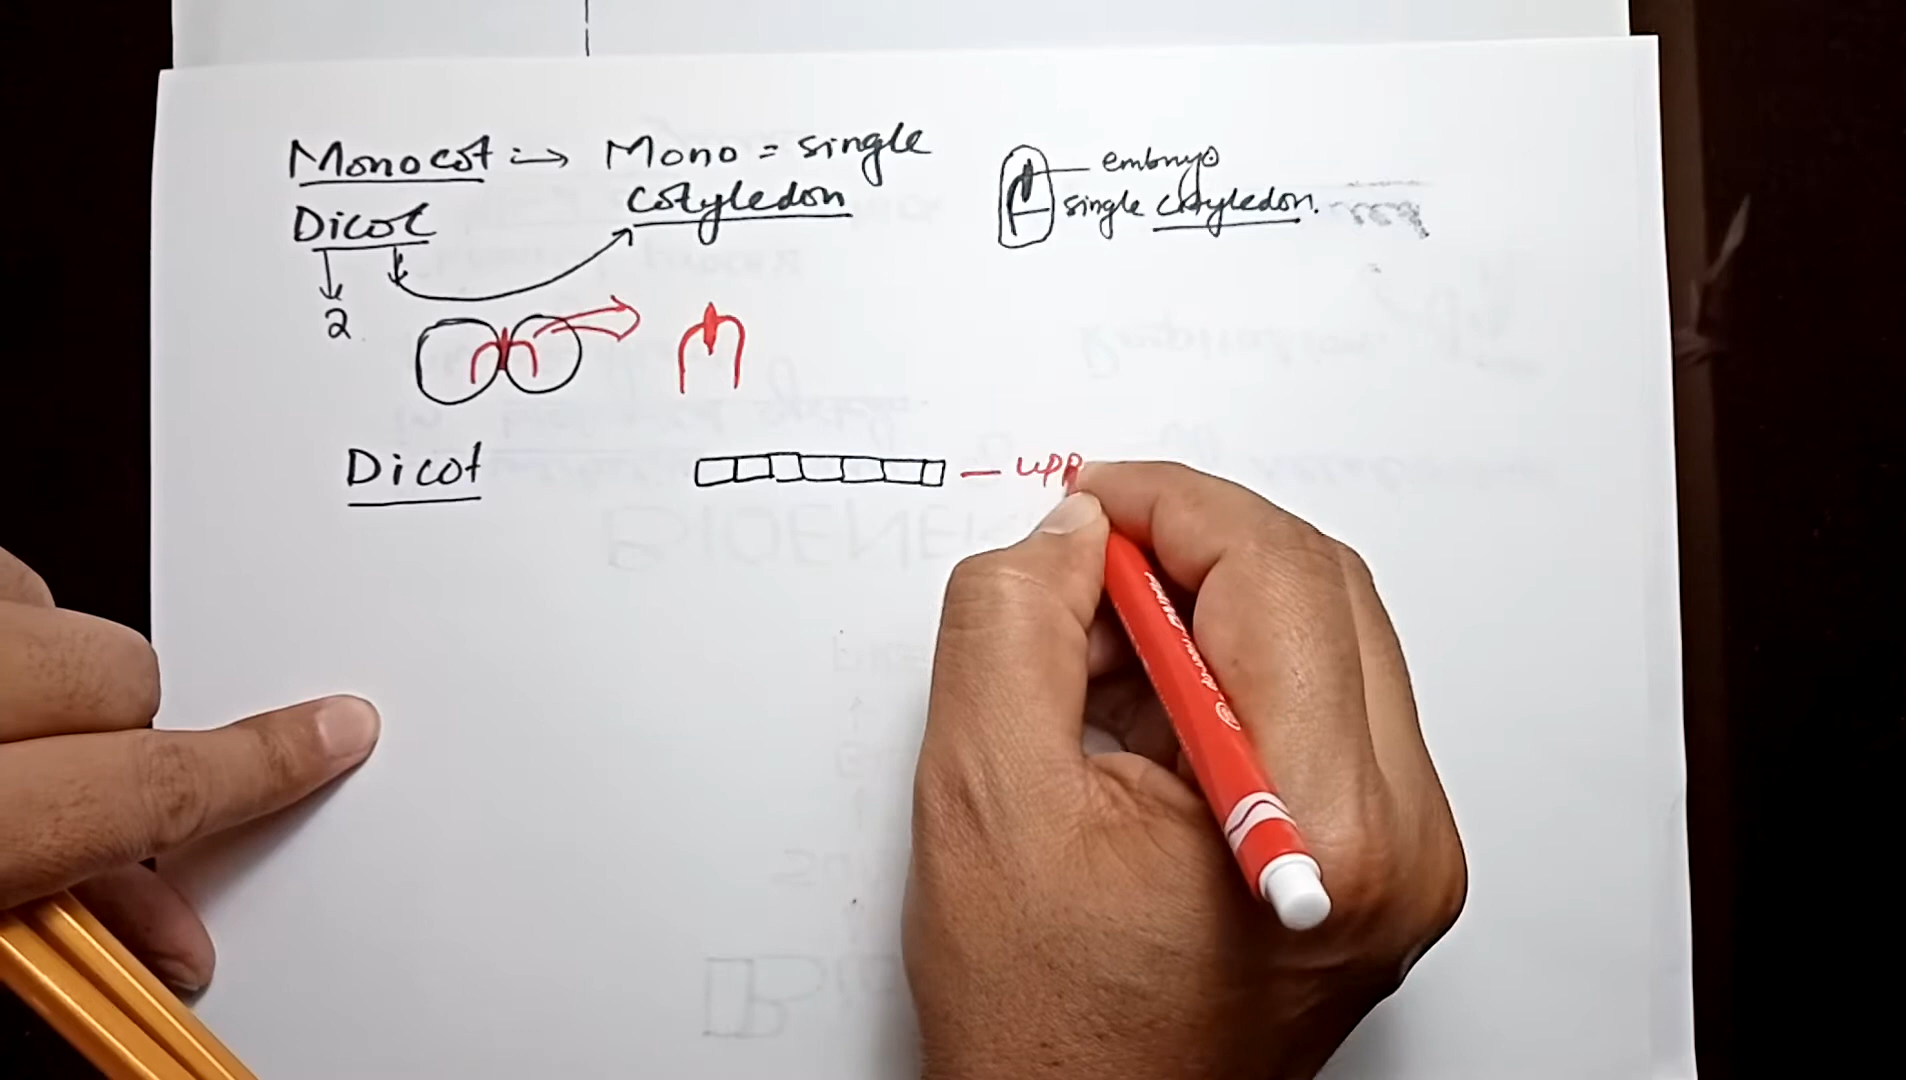 Monocot :→ Mono = single
cotyledon
Dicot
2
embryo
single cotyledon.
Dicot
— upp